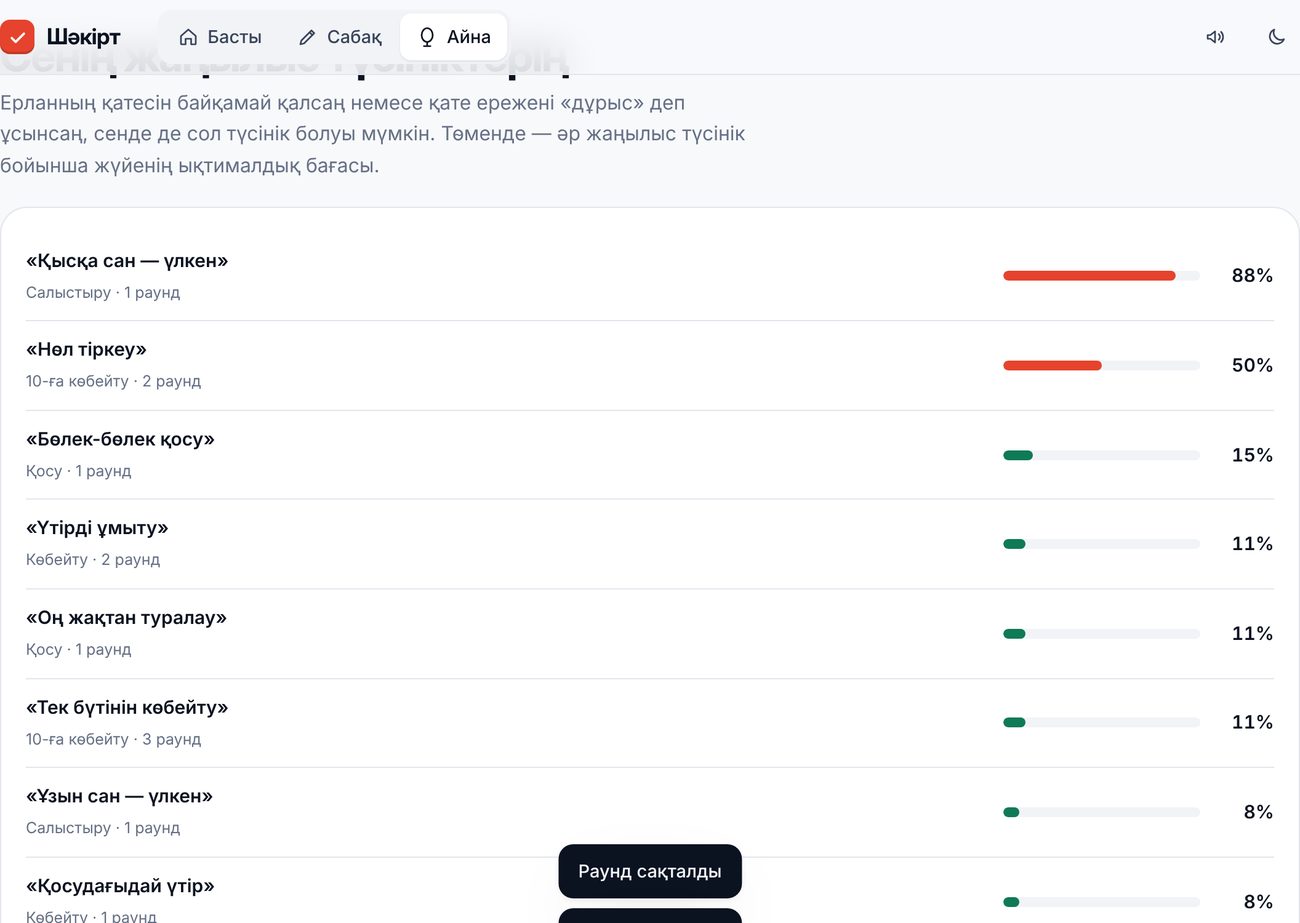 Шәкірт
Басты
Сабақ
Айна
Сенің жаңылыс түсініктерің
Ерланның қатесін байқамай қалсаң немесе қате ережені «дұрыс» деп
ұсынсаң, сенде де сол түсінік болуы мүмкін. Төменде — әр жаңылыс түсінік
бойынша жүйенің ықтималдық бағасы.
«Қысқа сан — үлкен»
Салыстыру · 1 раунд
88%
«Нөл тіркеу»
10-ға көбейту · 2 раунд
50%
«Бөлек-бөлек қосу»
Қосу · 1 раунд
15%
«Үтірді ұмыту»
Көбейту · 2 раунд
11%
«Оң жақтан туралау»
Қосу · 1 раунд
11%
«Тек бүтінін көбейту»
10-ға көбейту · 3 раунд
11%
«Ұзын сан — үлкен»
Салыстыру · 1 раунд
8%
«Қосудағыдай үтір»
Көбейту · 1 раунд
8%
Раунд сақталды